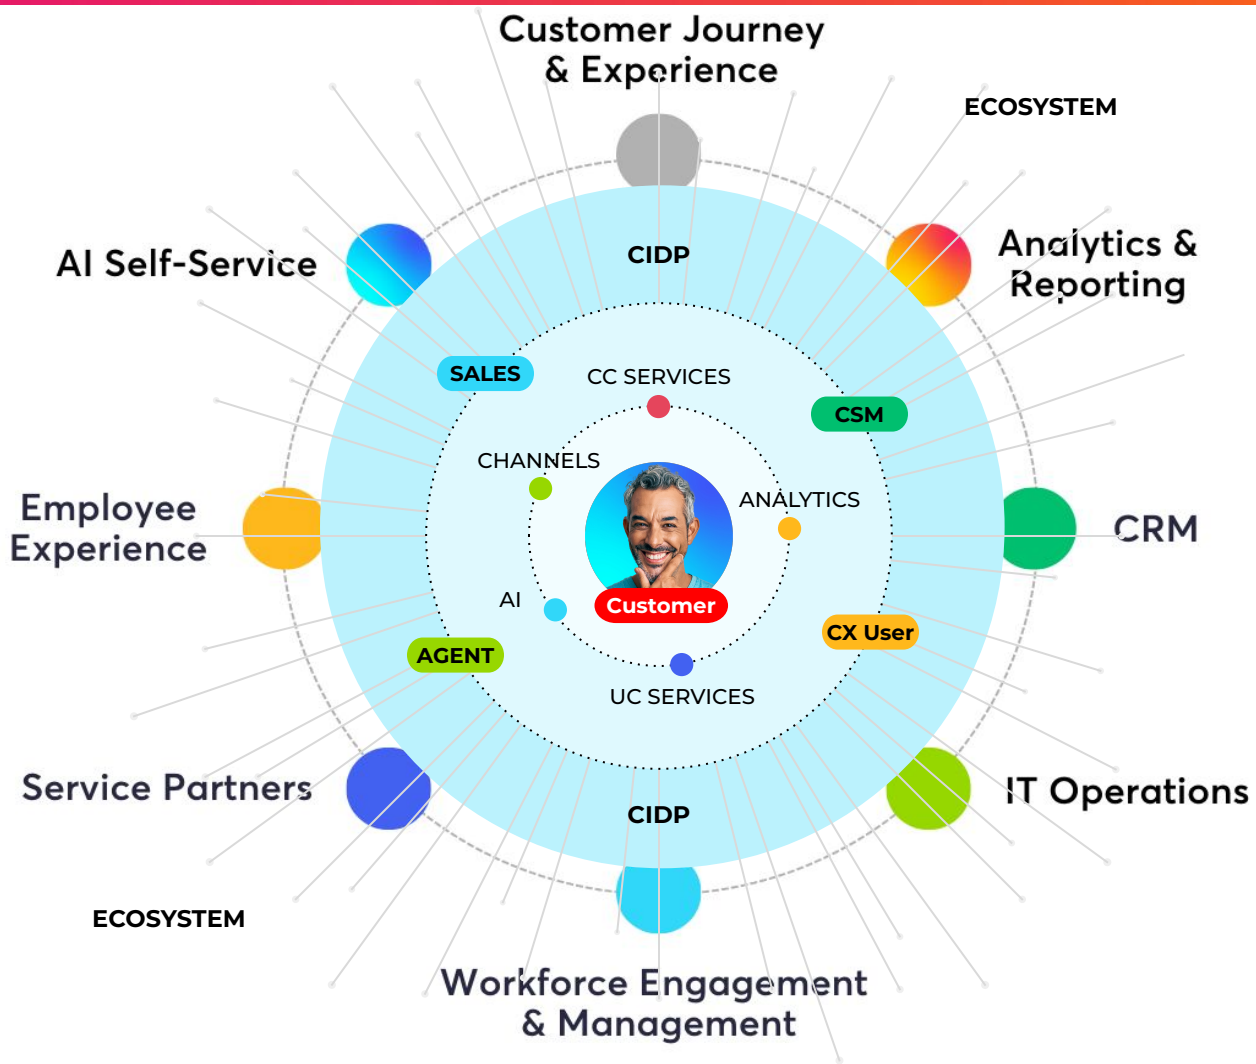 Customer Journey
& Experience
ECOSYSTEM
Analytics &
Reporting
AI Self-Service
CIDP
SALES
CC SERVICES
CSM
CHANNELS
ANALYTICS
Employee
Experience
CRM
AI
Customer
CX User
AGENT
UC SERVICES
Service Partners
IT Operations
CIDP
ECOSYSTEM
Workforce Engagement
& Management